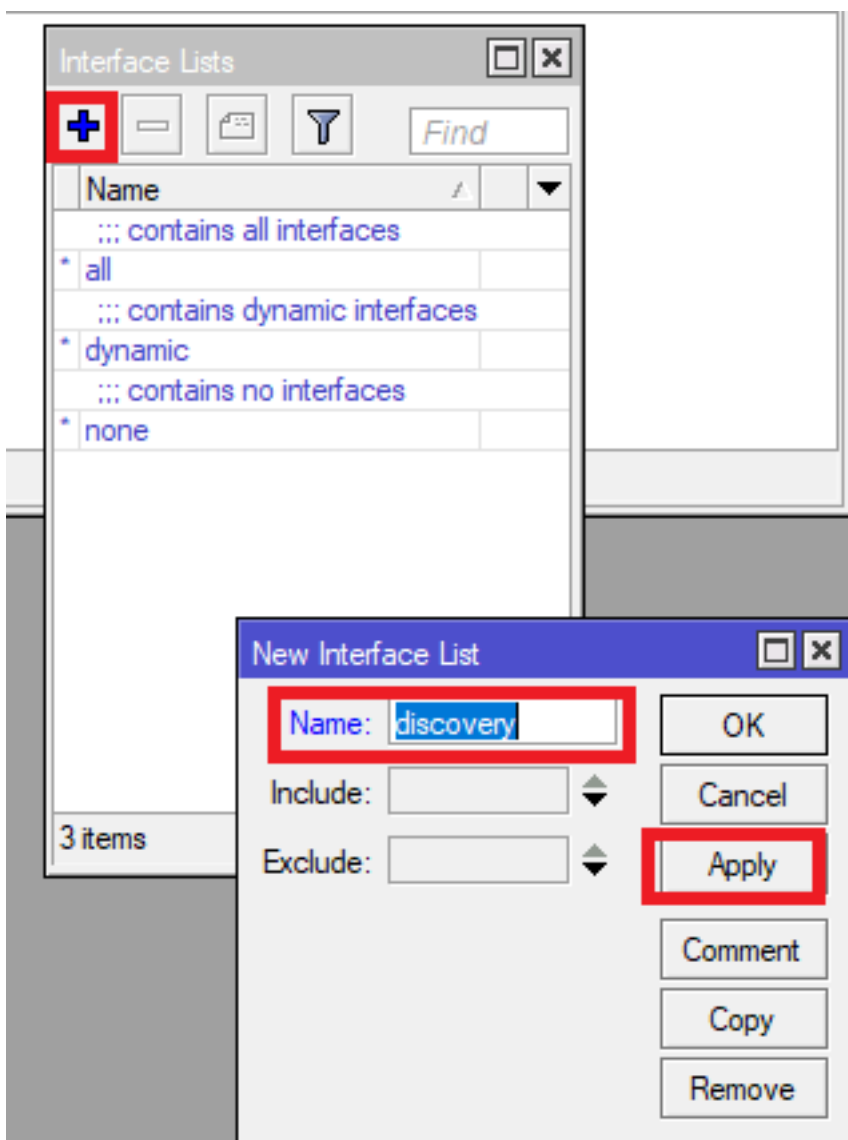 Interface Lists
Find
Name
;;; contains all interfaces
* all
;;; contains dynamic interfaces
* dynamic
;;; contains no interfaces
* none
3 items
New Interface List
Name: discovery
OK
Include:
Cancel
Exclude:
Apply
Comment
Copy
Remove